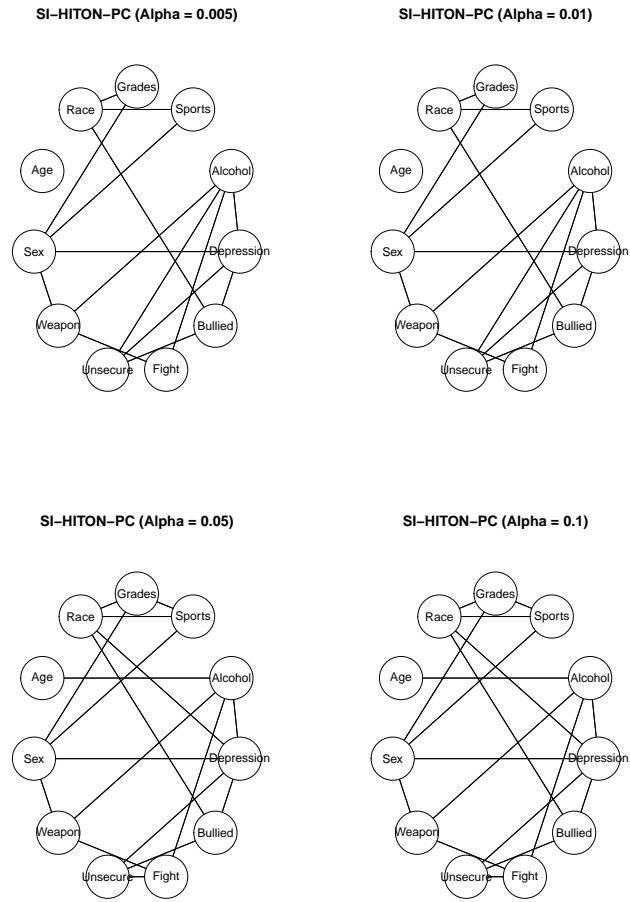 SI−HITON−PC (Alpha = 0.005)
Grades
Race
Sports
Age
Alcohol
Sex
Depression
Weapon
Bullied
Unsecure
Fight
SI−HITON−PC (Alpha = 0.01)
Grades
Race
Sports
Age
Alcohol
Sex
Depression
Weapon
Bullied
Unsecure
Fight
SI−HITON−PC (Alpha = 0.05)
Grades
Race
Sports
Age
Alcohol
Sex
Depression
Weapon
Bullied
Unsecure
Fight
SI−HITON−PC (Alpha = 0.1)
Grades
Race
Sports
Age
Alcohol
Sex
Depression
Weapon
Bullied
Unsecure
Fight